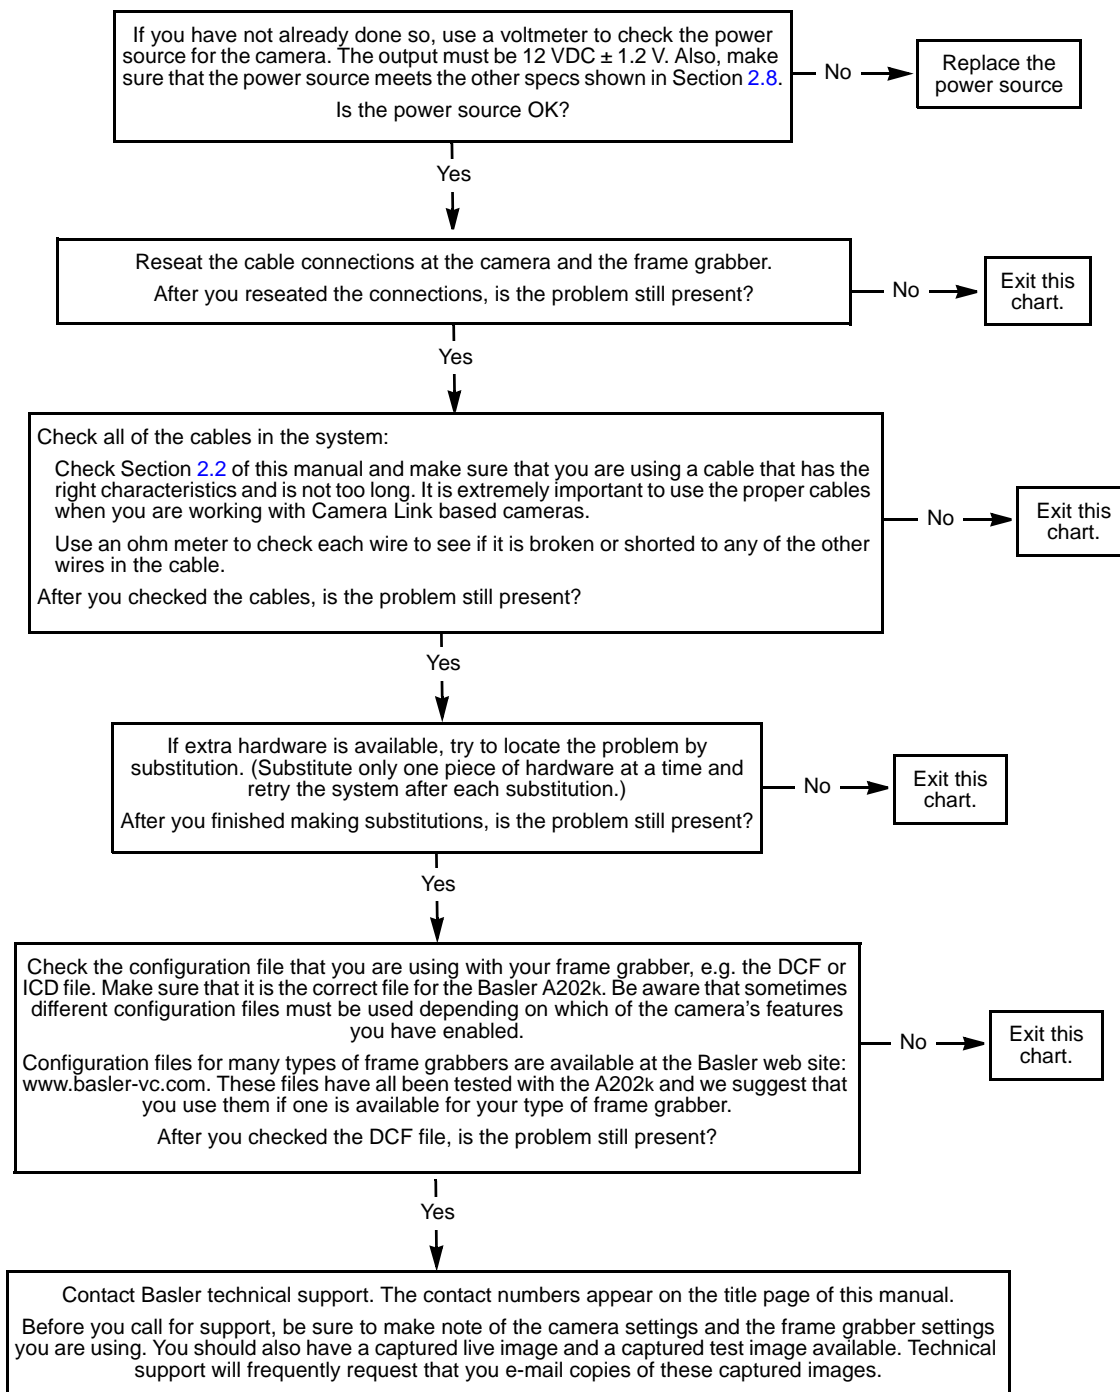 If you have not already done so, use a voltmeter to check the power
source for the camera. The output must be 12 VDC ± 1.2 V. Also, make
sure that the power source meets the other specs shown in Section 2.8.
Is the power source OK?
No
Replace the
power source
Yes
Reseat the cable connections at the camera and the frame grabber.
After you reseated the connections, is the problem still present?
No
Exit this
chart.
Yes
Check all of the cables in the system:
Check Section 2.2 of this manual and make sure that you are using a cable that has the
right characteristics and is not too long. It is extremely important to use the proper cables
when you are working with Camera Link based cameras.
Use an ohm meter to check each wire to see if it is broken or shorted to any of the other
wires in the cable.
After you checked the cables, is the problem still present?
No
Exit this
chart.
Yes
If extra hardware is available, try to locate the problem by
substitution. (Substitute only one piece of hardware at a time and
retry the system after each substitution.)
After you finished making substitutions, is the problem still present?
No
Exit this
chart.
Yes
Check the configuration file that you are using with your frame grabber, e.g. the DCF or
ICD file. Make sure that it is the correct file for the Basler A202k. Be aware that sometimes
different configuration files must be used depending on which of the camera's features
you have enabled.
Configuration files for many types of frame grabbers are available at the Basler web site:
www.basler-vc.com. These files have all been tested with the A202k and we suggest that
you use them if one is available for your type of frame grabber.
After you checked the DCF file, is the problem still present?
No
Exit this
chart.
Yes
Contact Basler technical support. The contact numbers appear on the title page of this manual.
Before you call for support, be sure to make note of the camera settings and the frame grabber settings
you are using. You should also have a captured live image and a captured test image available. Technical
support will frequently request that you e-mail copies of these captured images.